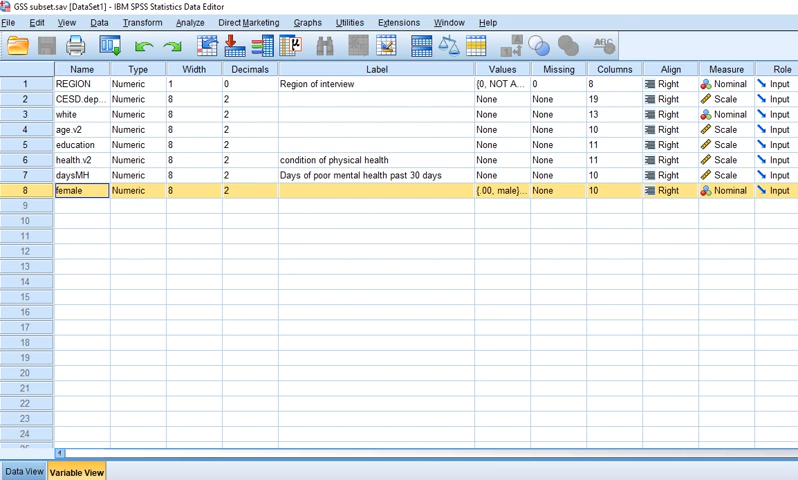 GSS subset.sav [DataSet1] - IBM SPSS Statistics Data Editor
File Edit View Data Transform Analyze Direct Marketing Graphs Utilities Extensions Window Help
Name Type Width Decimals Label Values Missing Columns Align Measure Role
1 REGION Numeric 1 0 Region of interview {0, NOT A... 0 8 Right Nominal Input
2 CESD.dep... Numeric 8 2 None None 19 Right Scale Input
3 white Numeric 8 2 None None 13 Right Nominal Input
4 age.v2 Numeric 8 2 None None 10 Right Scale Input
5 education Numeric 8 2 None None 11 Right Scale Input
6 health.v2 Numeric 8 2 condition of physical health None None 11 Right Scale Input
7 daysMH Numeric 8 2 Days of poor mental health past 30 days None None 10 Right Scale Input
8 female Numeric 8 2 {.00, male}... None 10 Right Nominal Input
9
10
11
12
13
14
15
16
17
18
19
20
21
22
23
24
Data View Variable View